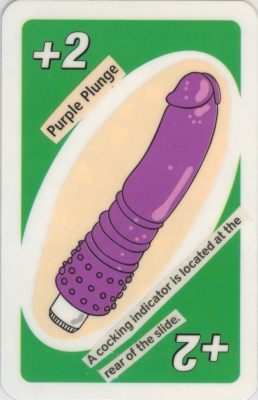 +2
Purple Plunge
A cocking indicator is located at the
rear of the slide.
+2